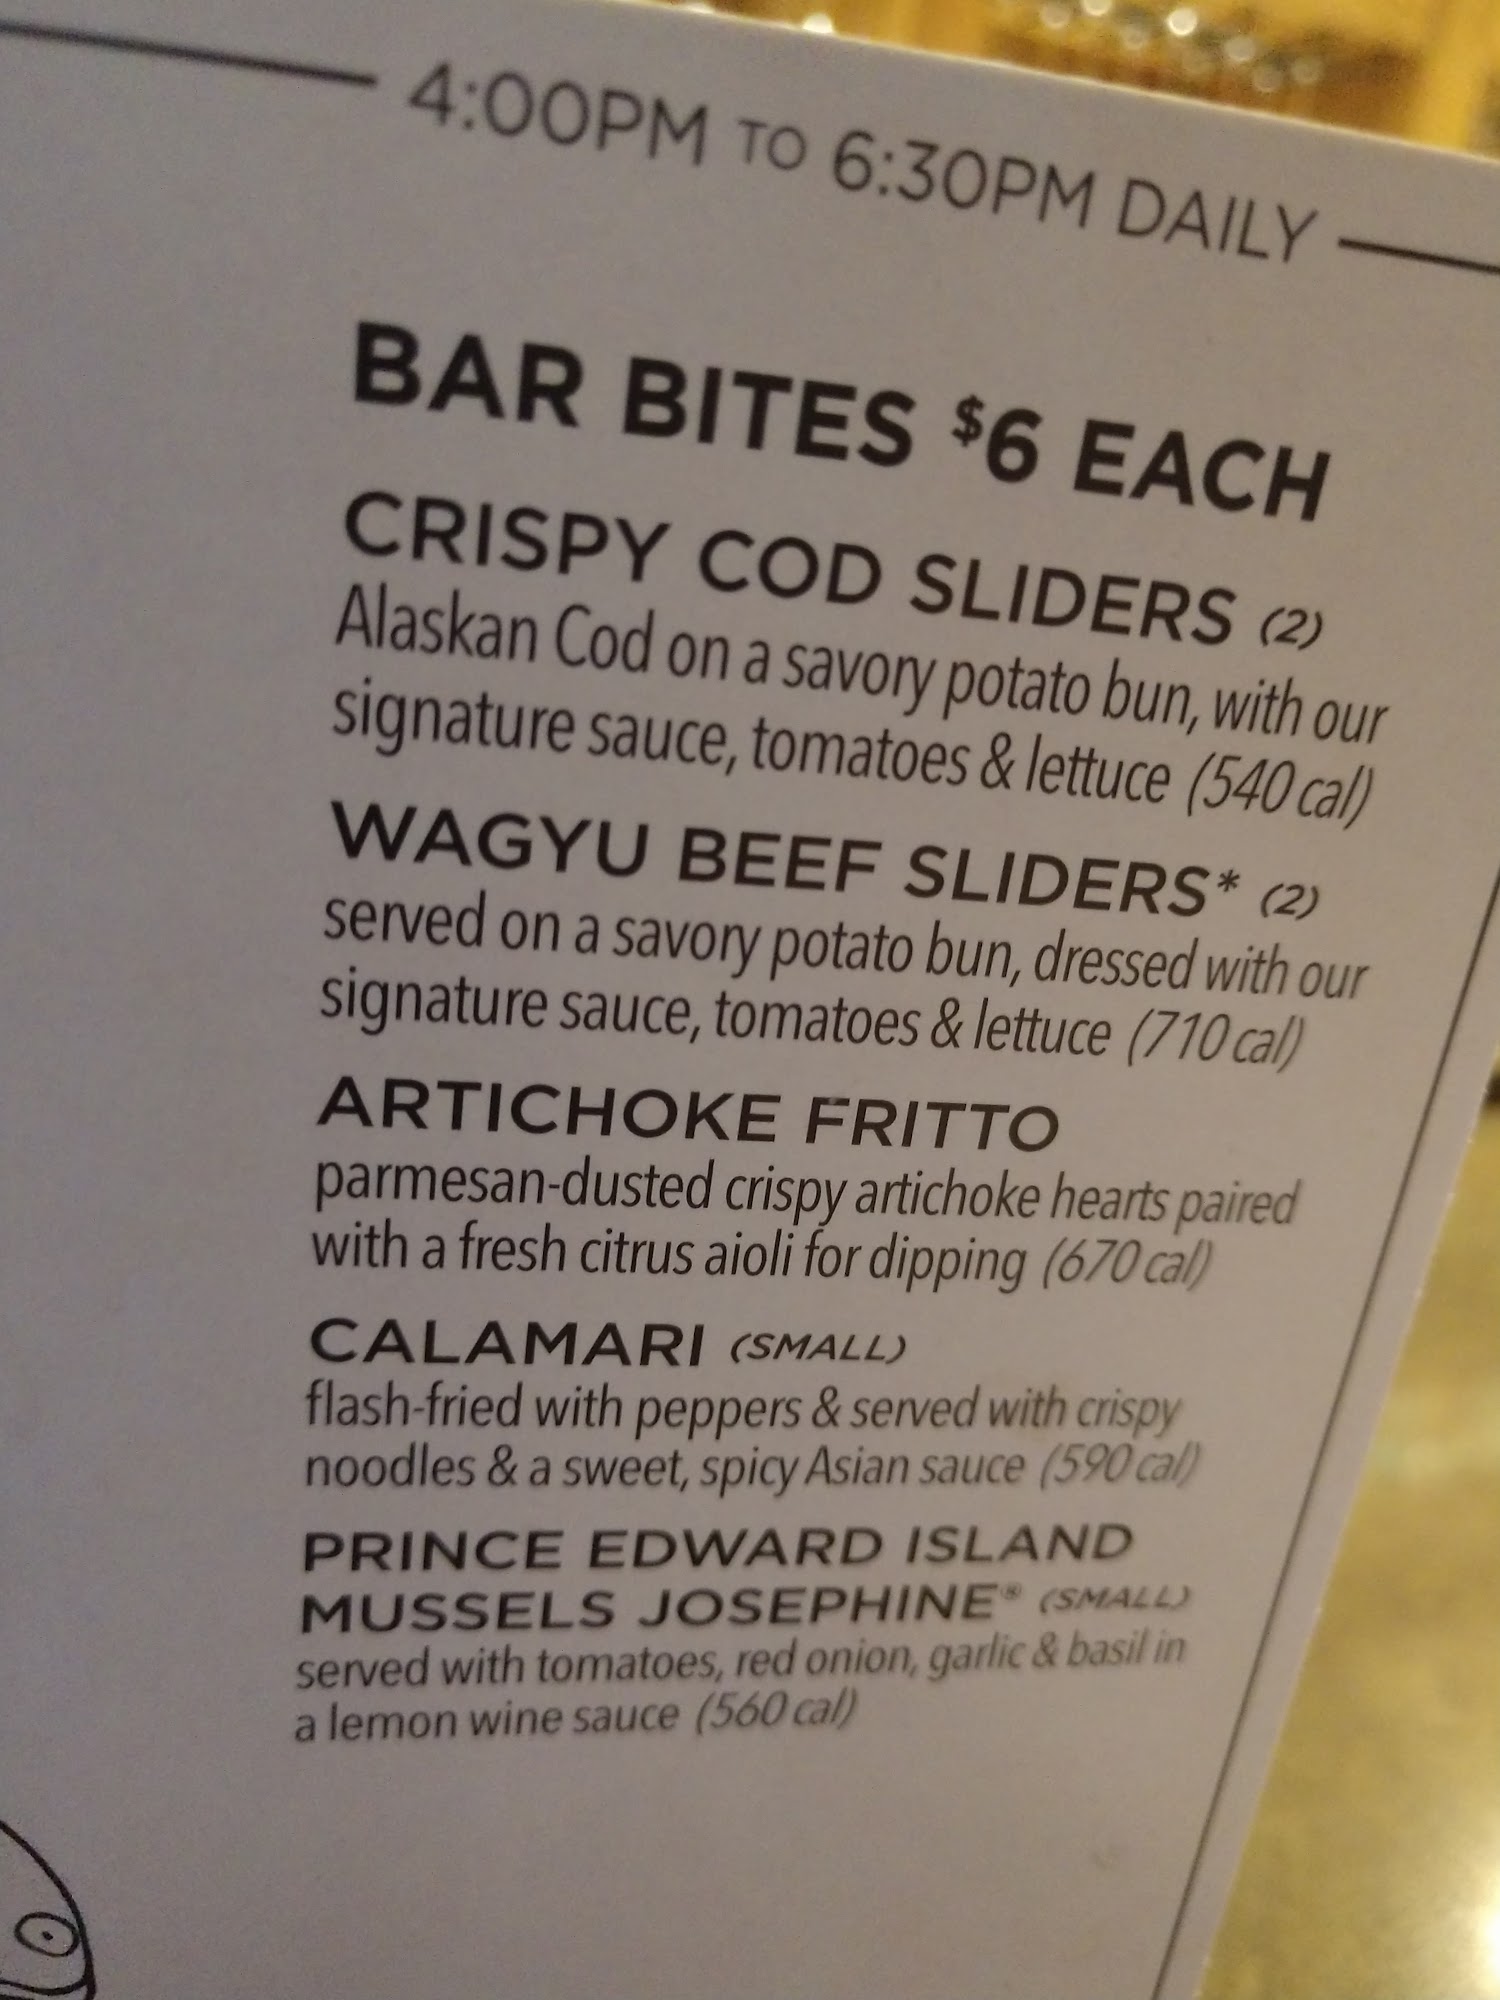 4:00PM TO 6:30PM DAILY
BAR BITES $6 EACH
CRISPY COD SLIDERS (2)
Alaskan Cod on a savory potato bun, with our
signature sauce, tomatoes & lettuce (540 cal)
WAGYU BEEF SLIDERS* (2)
served on a savory potato bun, dressed with our
signature sauce, tomatoes & lettuce (710 cal)
ARTICHOKE FRITTO
parmesan-dusted crispy artichoke hearts paired
with a fresh citrus aioli for dipping (670 cal)
CALAMARI (SMALL)
flash-fried with peppers & served with crispy
noodles & a sweet, spicy Asian sauce (590 cal)
PRINCE EDWARD ISLAND
MUSSELS JOSEPHINE® (SMALL)
served with tomatoes, red onion, garlic & basil in
a lemon wine sauce (560 cal)